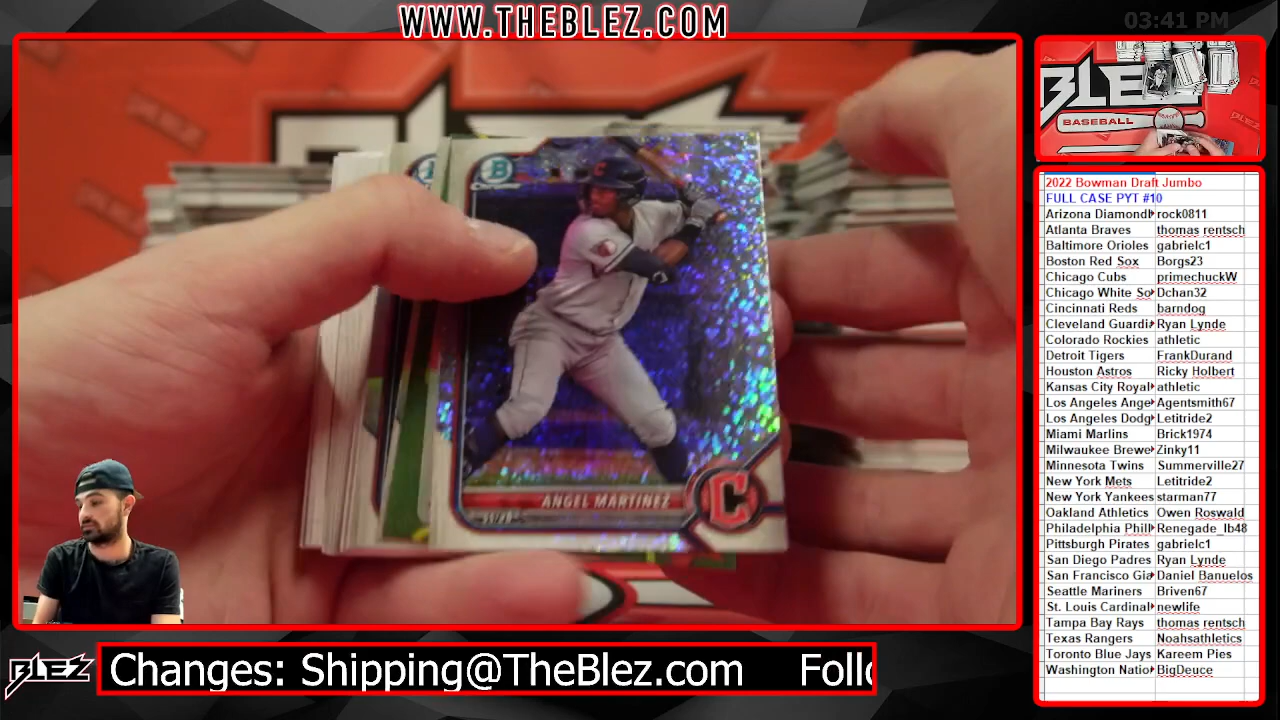 WWW.THEBLEZ.COM
03:41 PM
BLEZ
BASEBALL
B
C
ANGEL MARTINEZ
C
2022 Bowman Draft Jumbo
FULL CASE PYT #10
Arizona Diamondl rock0811
Atlanta Braves thomas rentsch
Baltimore Orioles gabrielc1
Boston Red Sox Borgs23
Chicago Cubs primechuckW
Chicago White So Dchan32
Cincinnati Reds barndog
Cleveland Guardi Ryan Lynde
Colorado Rockies athletic
Detroit Tigers FrankDurand
Houston Astros Ricky Holbert
Kansas City Royal athletic
Los Angeles Ange Agentsmith67
Los Angeles Dodg Letitride2
Miami Marlins Brick1974
Milwaukee Brewe Zinky11
Minnesota Twins Summerville27
New York Mets Letitride2
New York Yankees starman77
Oakland Athletics Owen Roswald
Philadelphia Phill Renegade_lb48
Pittsburgh Pirates gabrielc1
San Diego Padres Ryan Lynde
San Francisco Gia Daniel Banuelos
Seattle Mariners Briven67
St. Louis Cardinal newlife
Tampa Bay Rays thomas rentsch
Texas Rangers Noahsathletics
Toronto Blue Jays Kareem Pies
Washington Natio BigDeuce
BLEZ
Changes: Shipping@TheBlez.com Follo